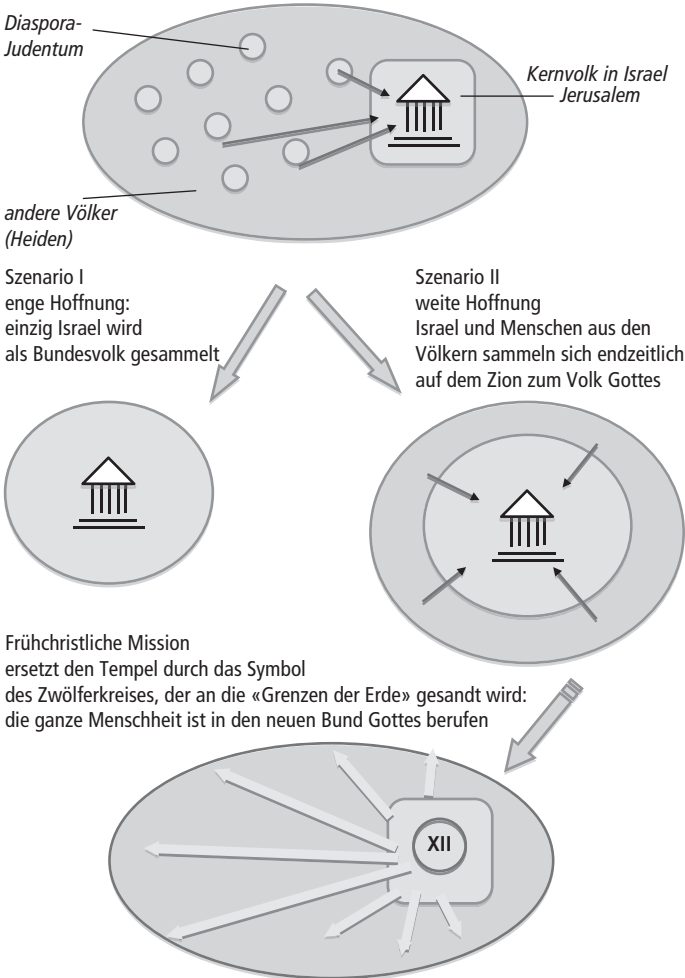 Diaspora-
Judentum
Kernvolk in Israel
Jerusalem
andere Völker
(Heiden)
Szenario I
enge Hoffnung:
einzig Israel wird
als Bundesvolk gesammelt
Szenario II
weite Hoffnung
Israel und Menschen aus den
Völkern sammeln sich endzeitlich
auf dem Zion zum Volk Gottes
Frühchristliche Mission
ersetzt den Tempel durch das Symbol
des Zwölferkreises, der an die «Grenzen der Erde» gesandt wird:
die ganze Menschheit ist in den neuen Bund Gottes berufen
XII